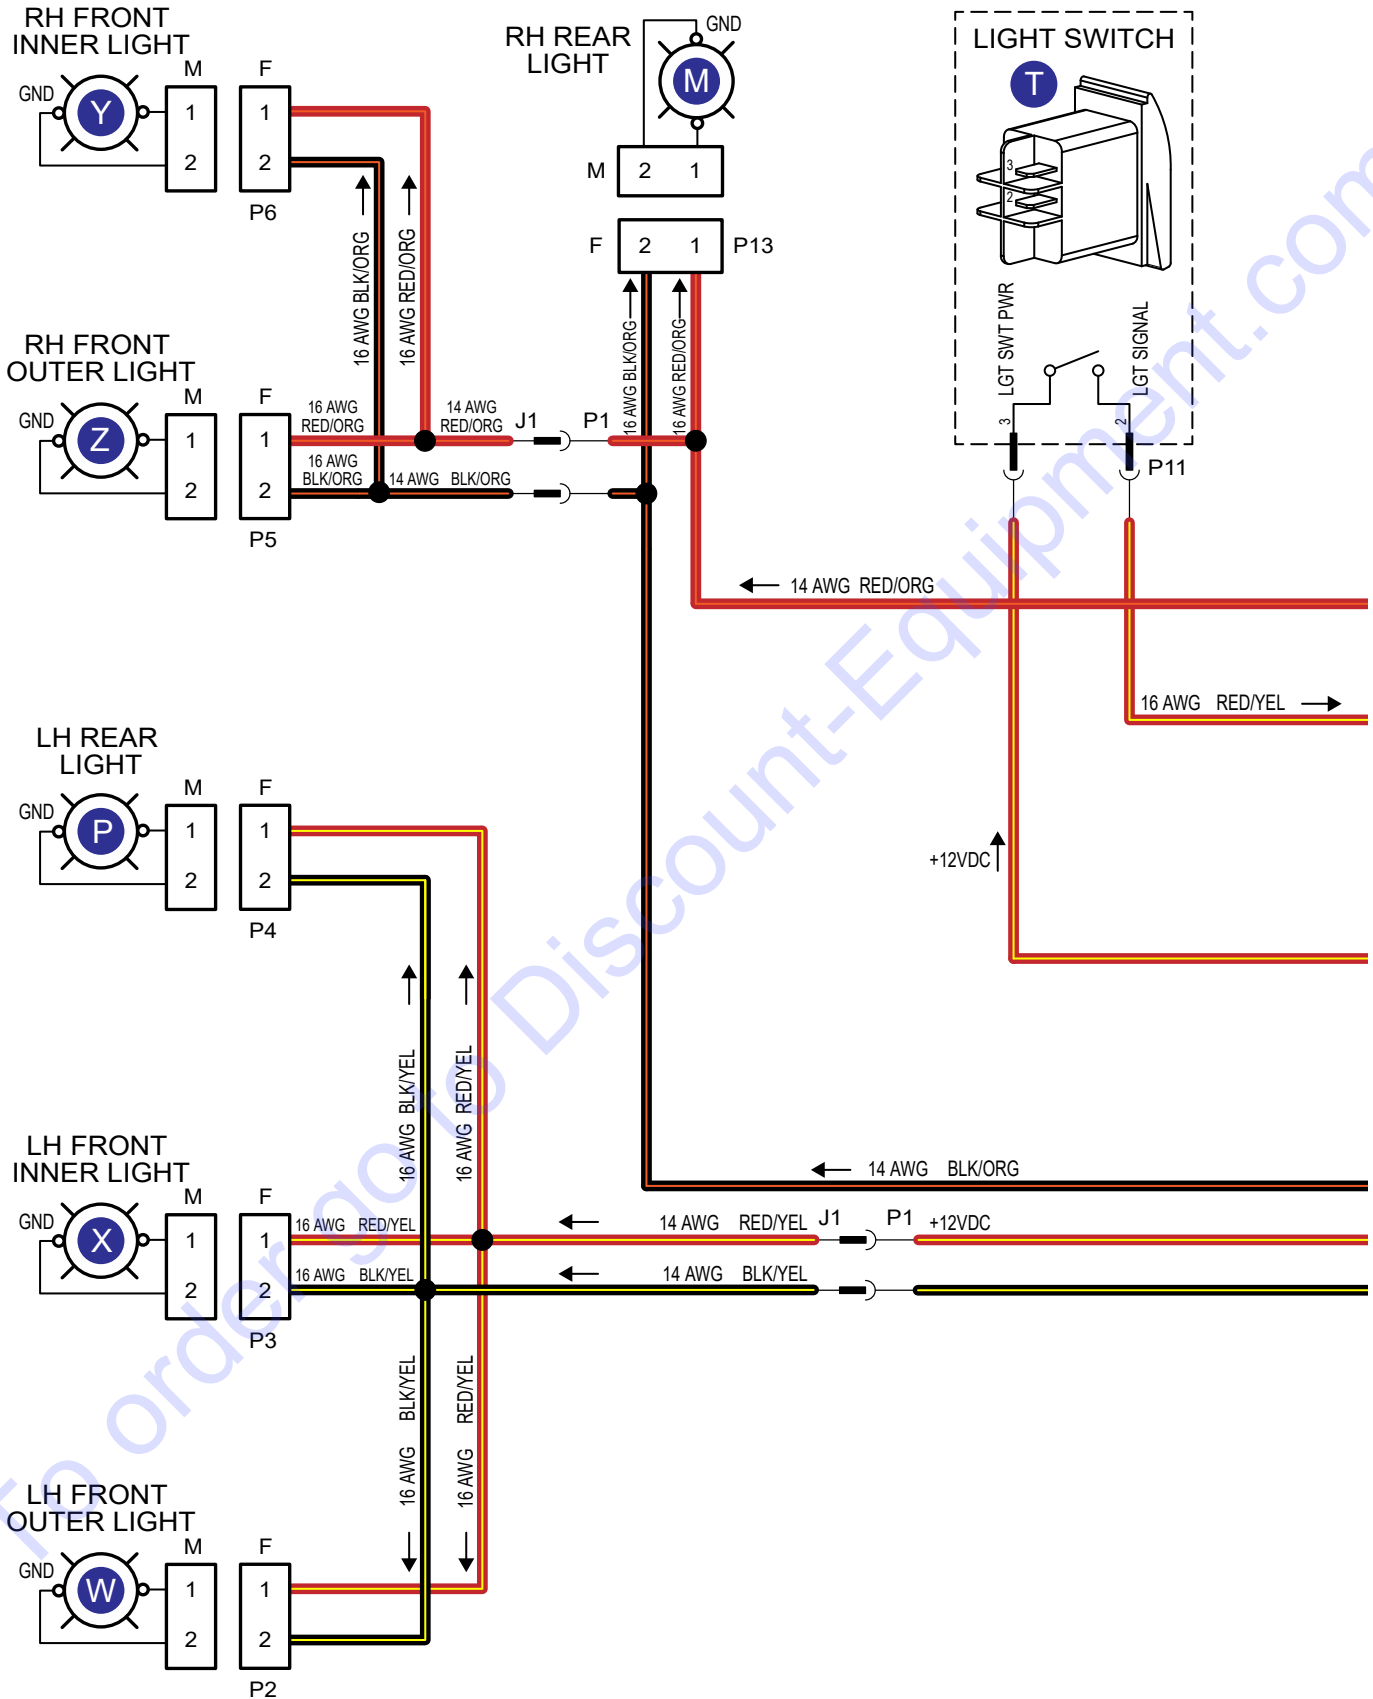 RH FRONT
INNER LIGHT
GND
Y
M
F
1
2
1
2
P6
16 AWG BLK/ORG
16 AWG RED/ORG
RH REAR
LIGHT
GND
M
M
2
1
F
2
1
P13
16 AWG BLK/ORG
16 AWG RED/ORG
LIGHT SWITCH
T
3
2
LGT SWT PWR
LGT SIGNAL
3
2
P11
RH FRONT
OUTER LIGHT
GND
Z
M
F
1
2
1
2
P5
16 AWG
RED/ORG
14 AWG
RED/ORG
J1
P1
16 AWG
BLK/ORG
14 AWG BLK/ORG
14 AWG RED/ORG
16 AWG RED/YEL
+12VDC
LH REAR
LIGHT
GND
P
M
F
1
2
1
2
P4
16 AWG BLK/YEL
16 AWG RED/YEL
14 AWG BLK/ORG
LH FRONT
INNER LIGHT
GND
X
M
F
1
2
1
2
P3
16 AWG RED/YEL
14 AWG RED/YEL
J1
P1
+12VDC
16 AWG BLK/YEL
14 AWG BLK/YEL
16 AWG BLK/YEL
16 AWG RED/YEL
LH FRONT
OUTER LIGHT
GND
W
M
F
1
2
1
2
P2
To order go to Discount-Equipment.com